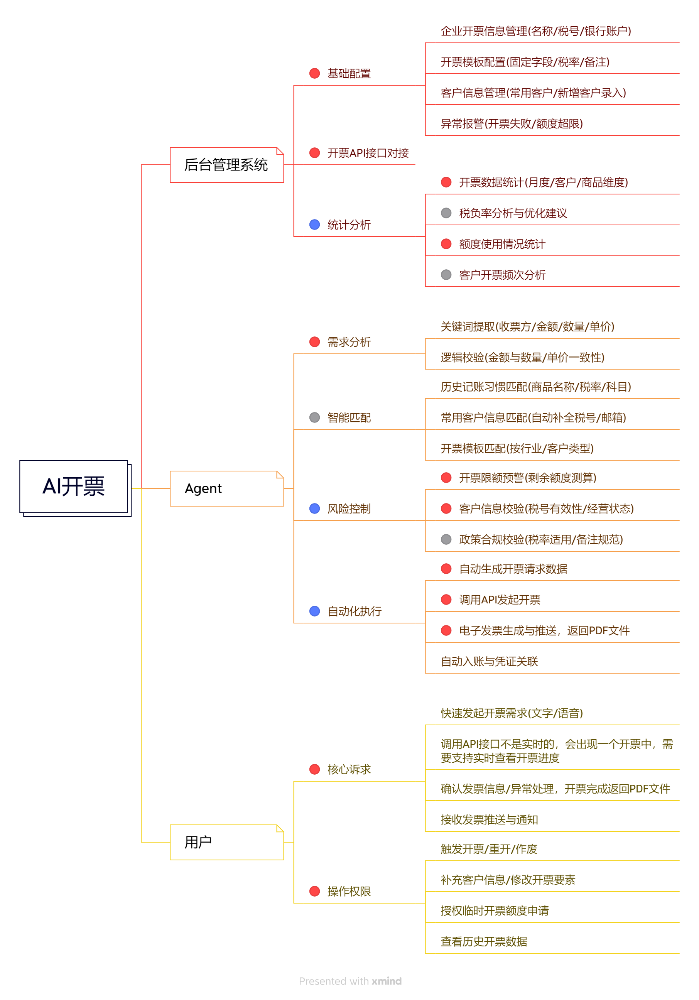 AI开票
后台管理系统
基础配置
企业开票信息管理(名称/税号/银行账户)
开票模板配置(固定字段/税率/备注)
客户信息管理(常用客户/新增客户录入)
异常报警(开票失败/额度超限)
开票API接口对接
统计分析
开票数据统计(月度/客户/商品维度)
税负率分析与优化建议
额度使用情况统计
客户开票频次分析
Agent
需求分析
关键词提取(收票方/金额/数量/单价)
逻辑校验(金额与数量/单价一致性)
智能匹配
历史记账习惯匹配(商品名称/税率/科目)
常用客户信息匹配(自动补全税号/邮箱)
开票模板匹配(按行业/客户类型)
风险控制
开票限额预警(剩余额度测算)
客户信息校验(税号有效性/经营状态)
政策合规校验(税率适用/备注规范)
自动化执行
自动生成开票请求数据
调用API发起开票
电子发票生成与推送，返回PDF文件
自动入账与凭证关联
用户
核心诉求
快速发起开票需求(文字/语音)
调用API接口不是实时的，会出现一个开票中，需
要支持实时查看开票进度
确认发票信息/异常处理，开票完成返回PDF文件
接收发票推送与通知
操作权限
触发开票/重开/作废
补充客户信息/修改开票要素
授权临时开票额度申请
查看历史开票数据
Presented with xmind